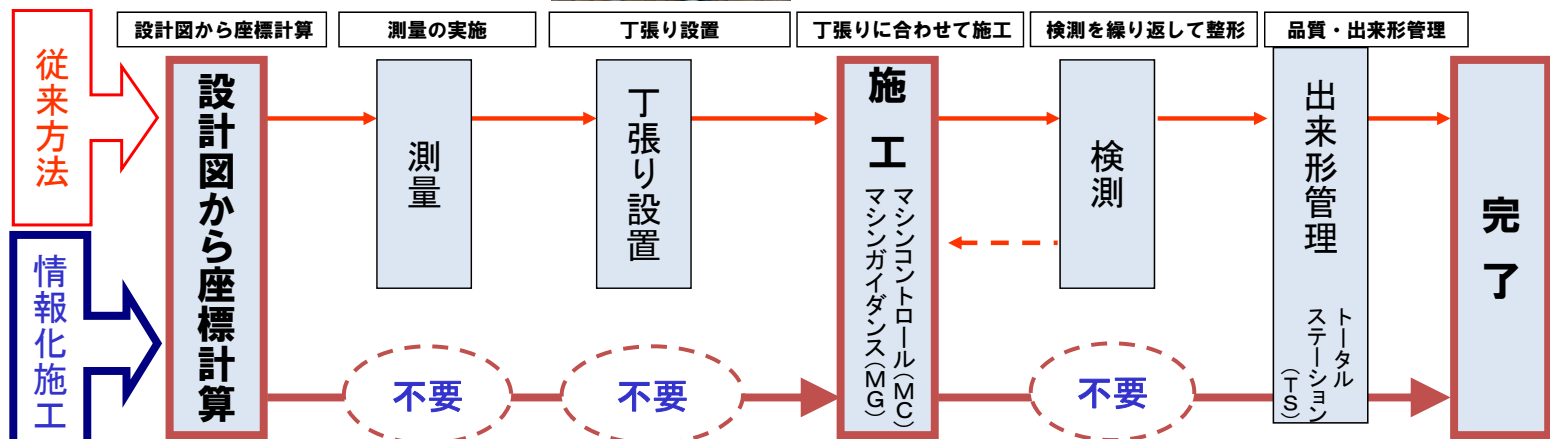 設計図から座標計算
測量の実施
丁張り設置
丁張りに合わせて施工
検測を繰り返して整形
品質・出来形管理
従来方法
情報化施工
設計図から座標計算
測量
丁張り設置
施工
マシンコントロール(MC)
マシンガイダンス(MG)
検測
出来形管理
トータル
ステーション
(TS)
完了
不要
不要
不要